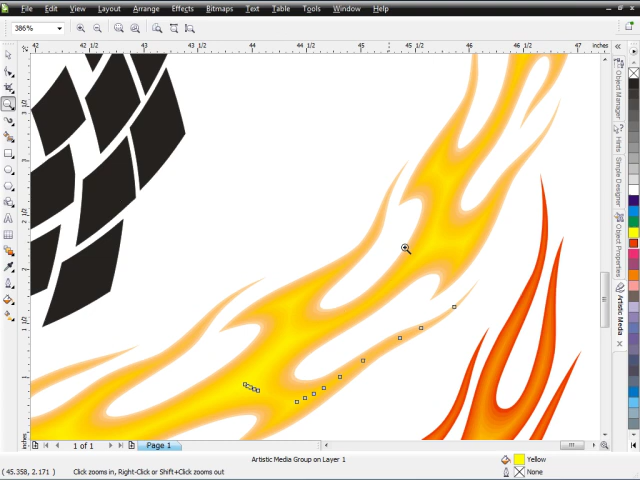 File Edit View Layout Arrange Effects Bitmaps Text Table Tools Window Help
386%
42 42 1/2 43 43 1/2 44 44 1/2 45 45 1/2 46 46 1/2 47 inches
Object Manager
Hints
Simple Designer
Object Properties
Artistic Media
inches
1 of 1 Page 1
Artistic Media Group on Layer 1 Yellow
( 45.358, 2.171 ) Click zooms in, Right-Click or Shift+Click zooms out None